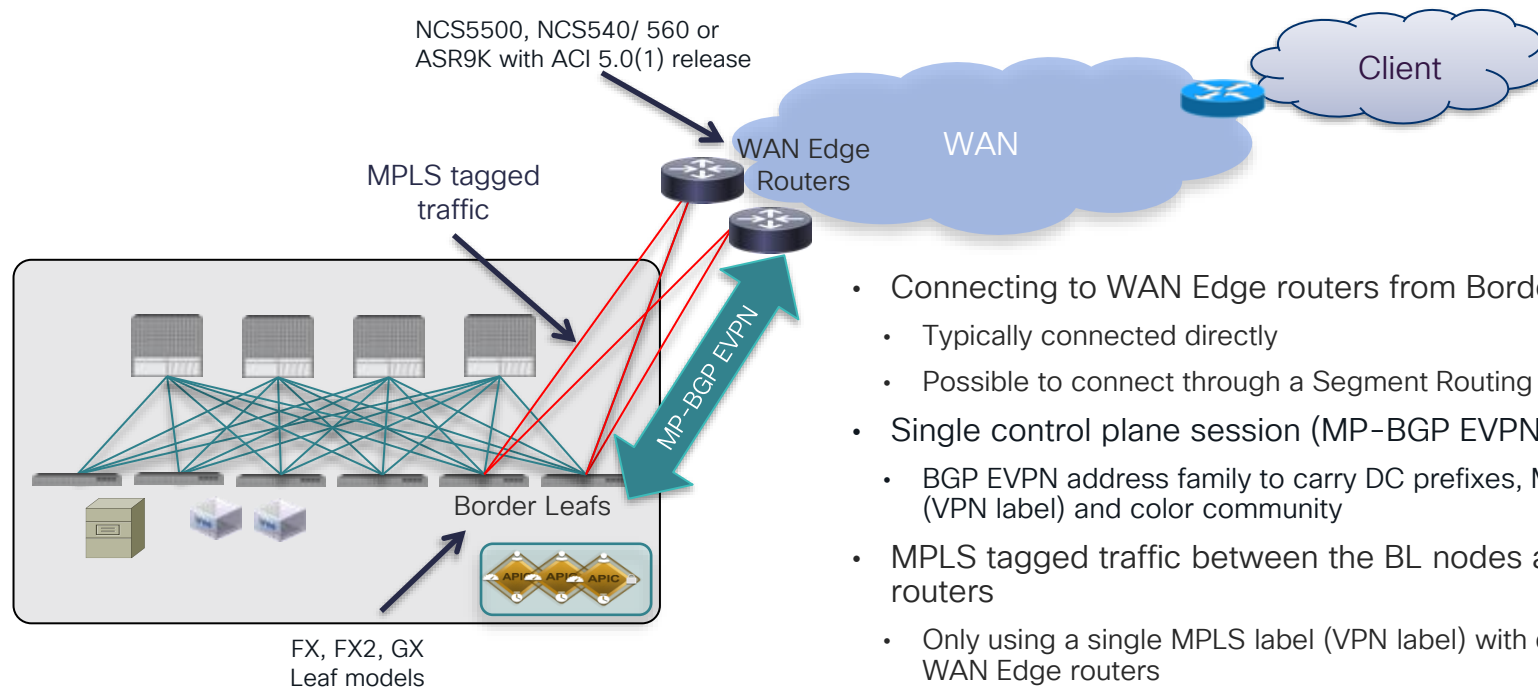 NCS5500, NCS540/ 560 or
ASR9K with ACI 5.0(1) release
Client
WAN
WAN Edge
Routers
MPLS tagged
traffic
MP-BGP EVPN
Border Leafs
APIC APIC APIC
FX, FX2, GX
Leaf models
• Connecting to WAN Edge routers from
• Typically connected directly
• Possible to connect through a Segment Routing
• Single control plane session (MP-BGP EVPN
• BGP EVPN address family to carry DC prefixes,
(VPN label) and color community
• MPLS tagged traffic between the BL nodes
routers
• Only using a single MPLS label (VPN label) with
WAN Edge routers